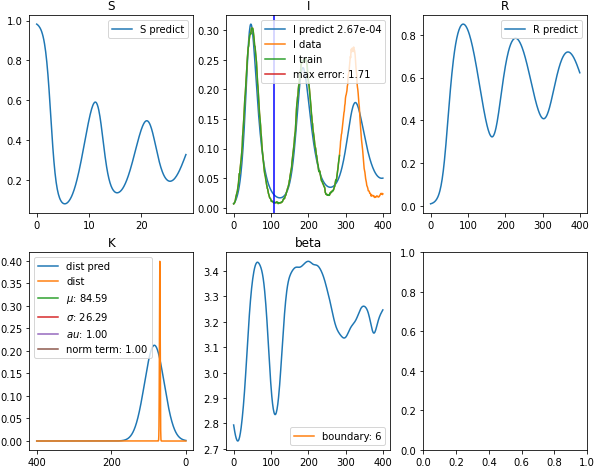 S
I
R
S predict
I predict 2.67e-04
I data
I train
max error: 1.71
R predict
1.0
0.8
0.6
0.4
0.2
0 10 20
0.30
0.25
0.20
0.15
0.10
0.05
0.00
0 100 200 300 400
0.8
0.6
0.4
0.2
0.0
0 100 200 300 400
K
beta
dist pred
dist
μ: 84.59
σ: 26.29
au: 1.00
norm term: 1.00
0.40
0.35
0.30
0.25
0.20
0.15
0.10
0.05
0.00
400 200 0
3.4
3.3
3.2
3.1
3.0
2.9
2.8
2.7
boundary: 6
0 100 200 300 400
1.0
0.8
0.6
0.4
0.2
0.0
0.0 0.2 0.4 0.6 0.8 1.0